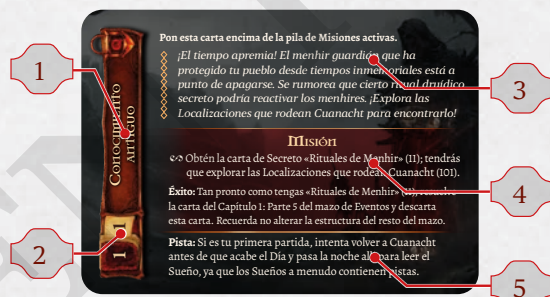 Pon esta carta encima de la pila de Misiones activas.
¡El tiempo apremia! El menhir guardián que ha
protegido tu pueblo desde tiempos inmemoriales está a
punto de apagarse. Se rumorea que cierto ritual druídico
secreto podría reactivar los menhires. ¡Explora las
Localizaciones que rodean Cuanacht para encontrarlo!
Misión
Obtén la carta de Secreto «Rituales de Menhir» (11); tendrás
que explorar las Localizaciones que rodean Cuanacht (101).
Éxito: Tan pronto como tengas «Rituales de Menhir» (11), resuelve
la carta del Capítulo 1: Parte 5 del mazo de Eventos y descarta
esta carta. Recuerda no alterar la estructura del resto del mazo.
Pista: Si es tu primera partida, intenta volver a Cuanacht
antes de que acabe el Día y pasa la noche allí para leer el
Sueño, ya que los Sueños a menudo contienen pistas.
Conocimiento
antiguo
1 1
1
2
3
4
5